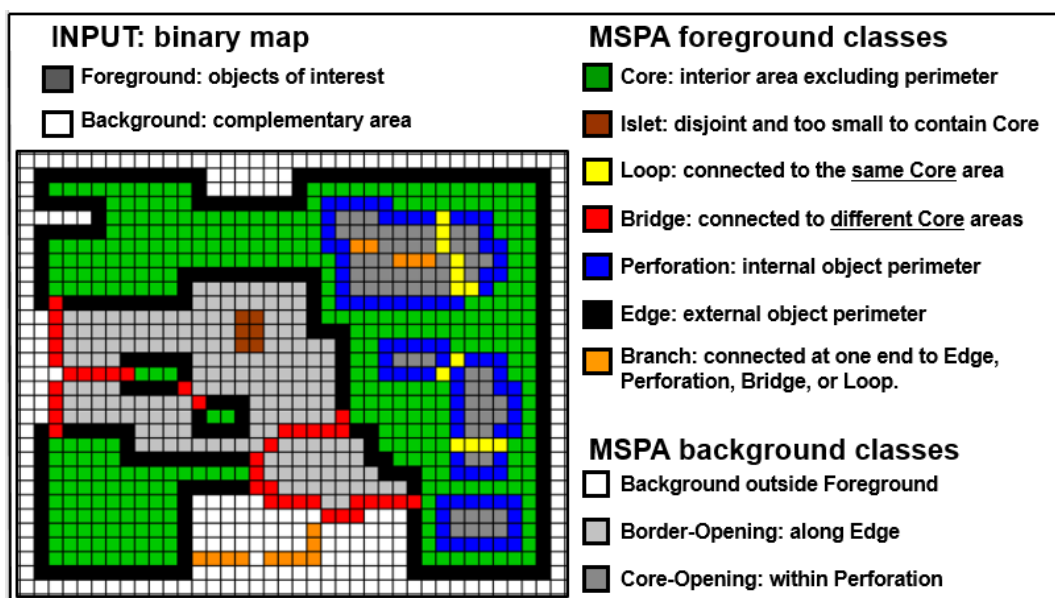 INPUT: binary map
Foreground: objects of interest
Background: complementary area
MSPA foreground classes
Core: interior area excluding perimeter
Islet: disjoint and too small to contain Core
Loop: connected to the same Core area
Bridge: connected to different Core areas
Perforation: internal object perimeter
Edge: external object perimeter
Branch: connected at one end to Edge,
Perforation, Bridge, or Loop.
MSPA background classes
Background outside Foreground
Border-Opening: along Edge
Core-Opening: within Perforation